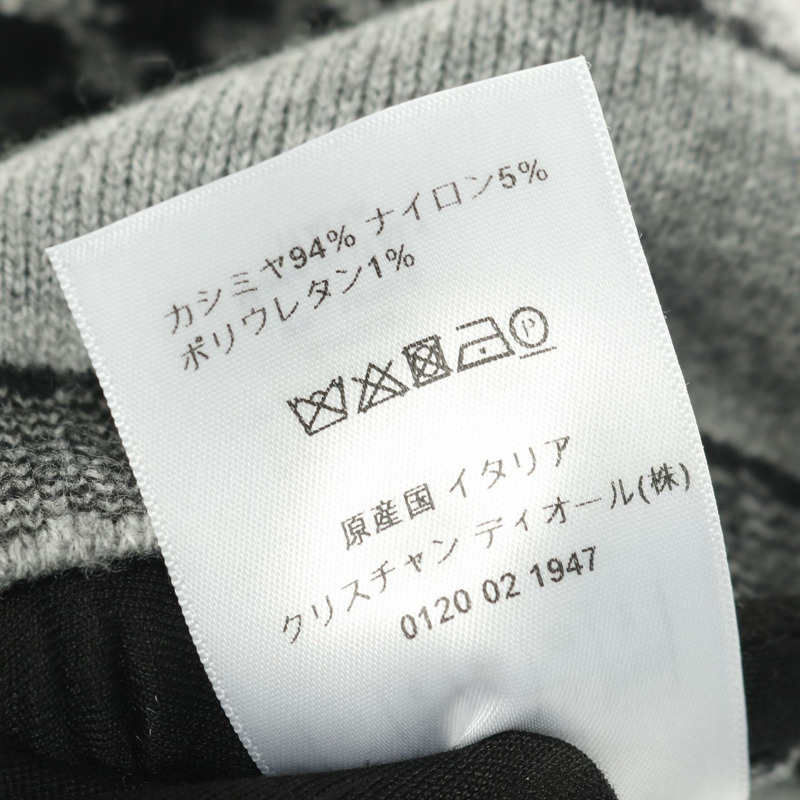 カシミヤ94% ナイロン5%
ポリウレタン1%
P
原産国 イタリア
クリスチャン ディオール(株)
0120 02 1947